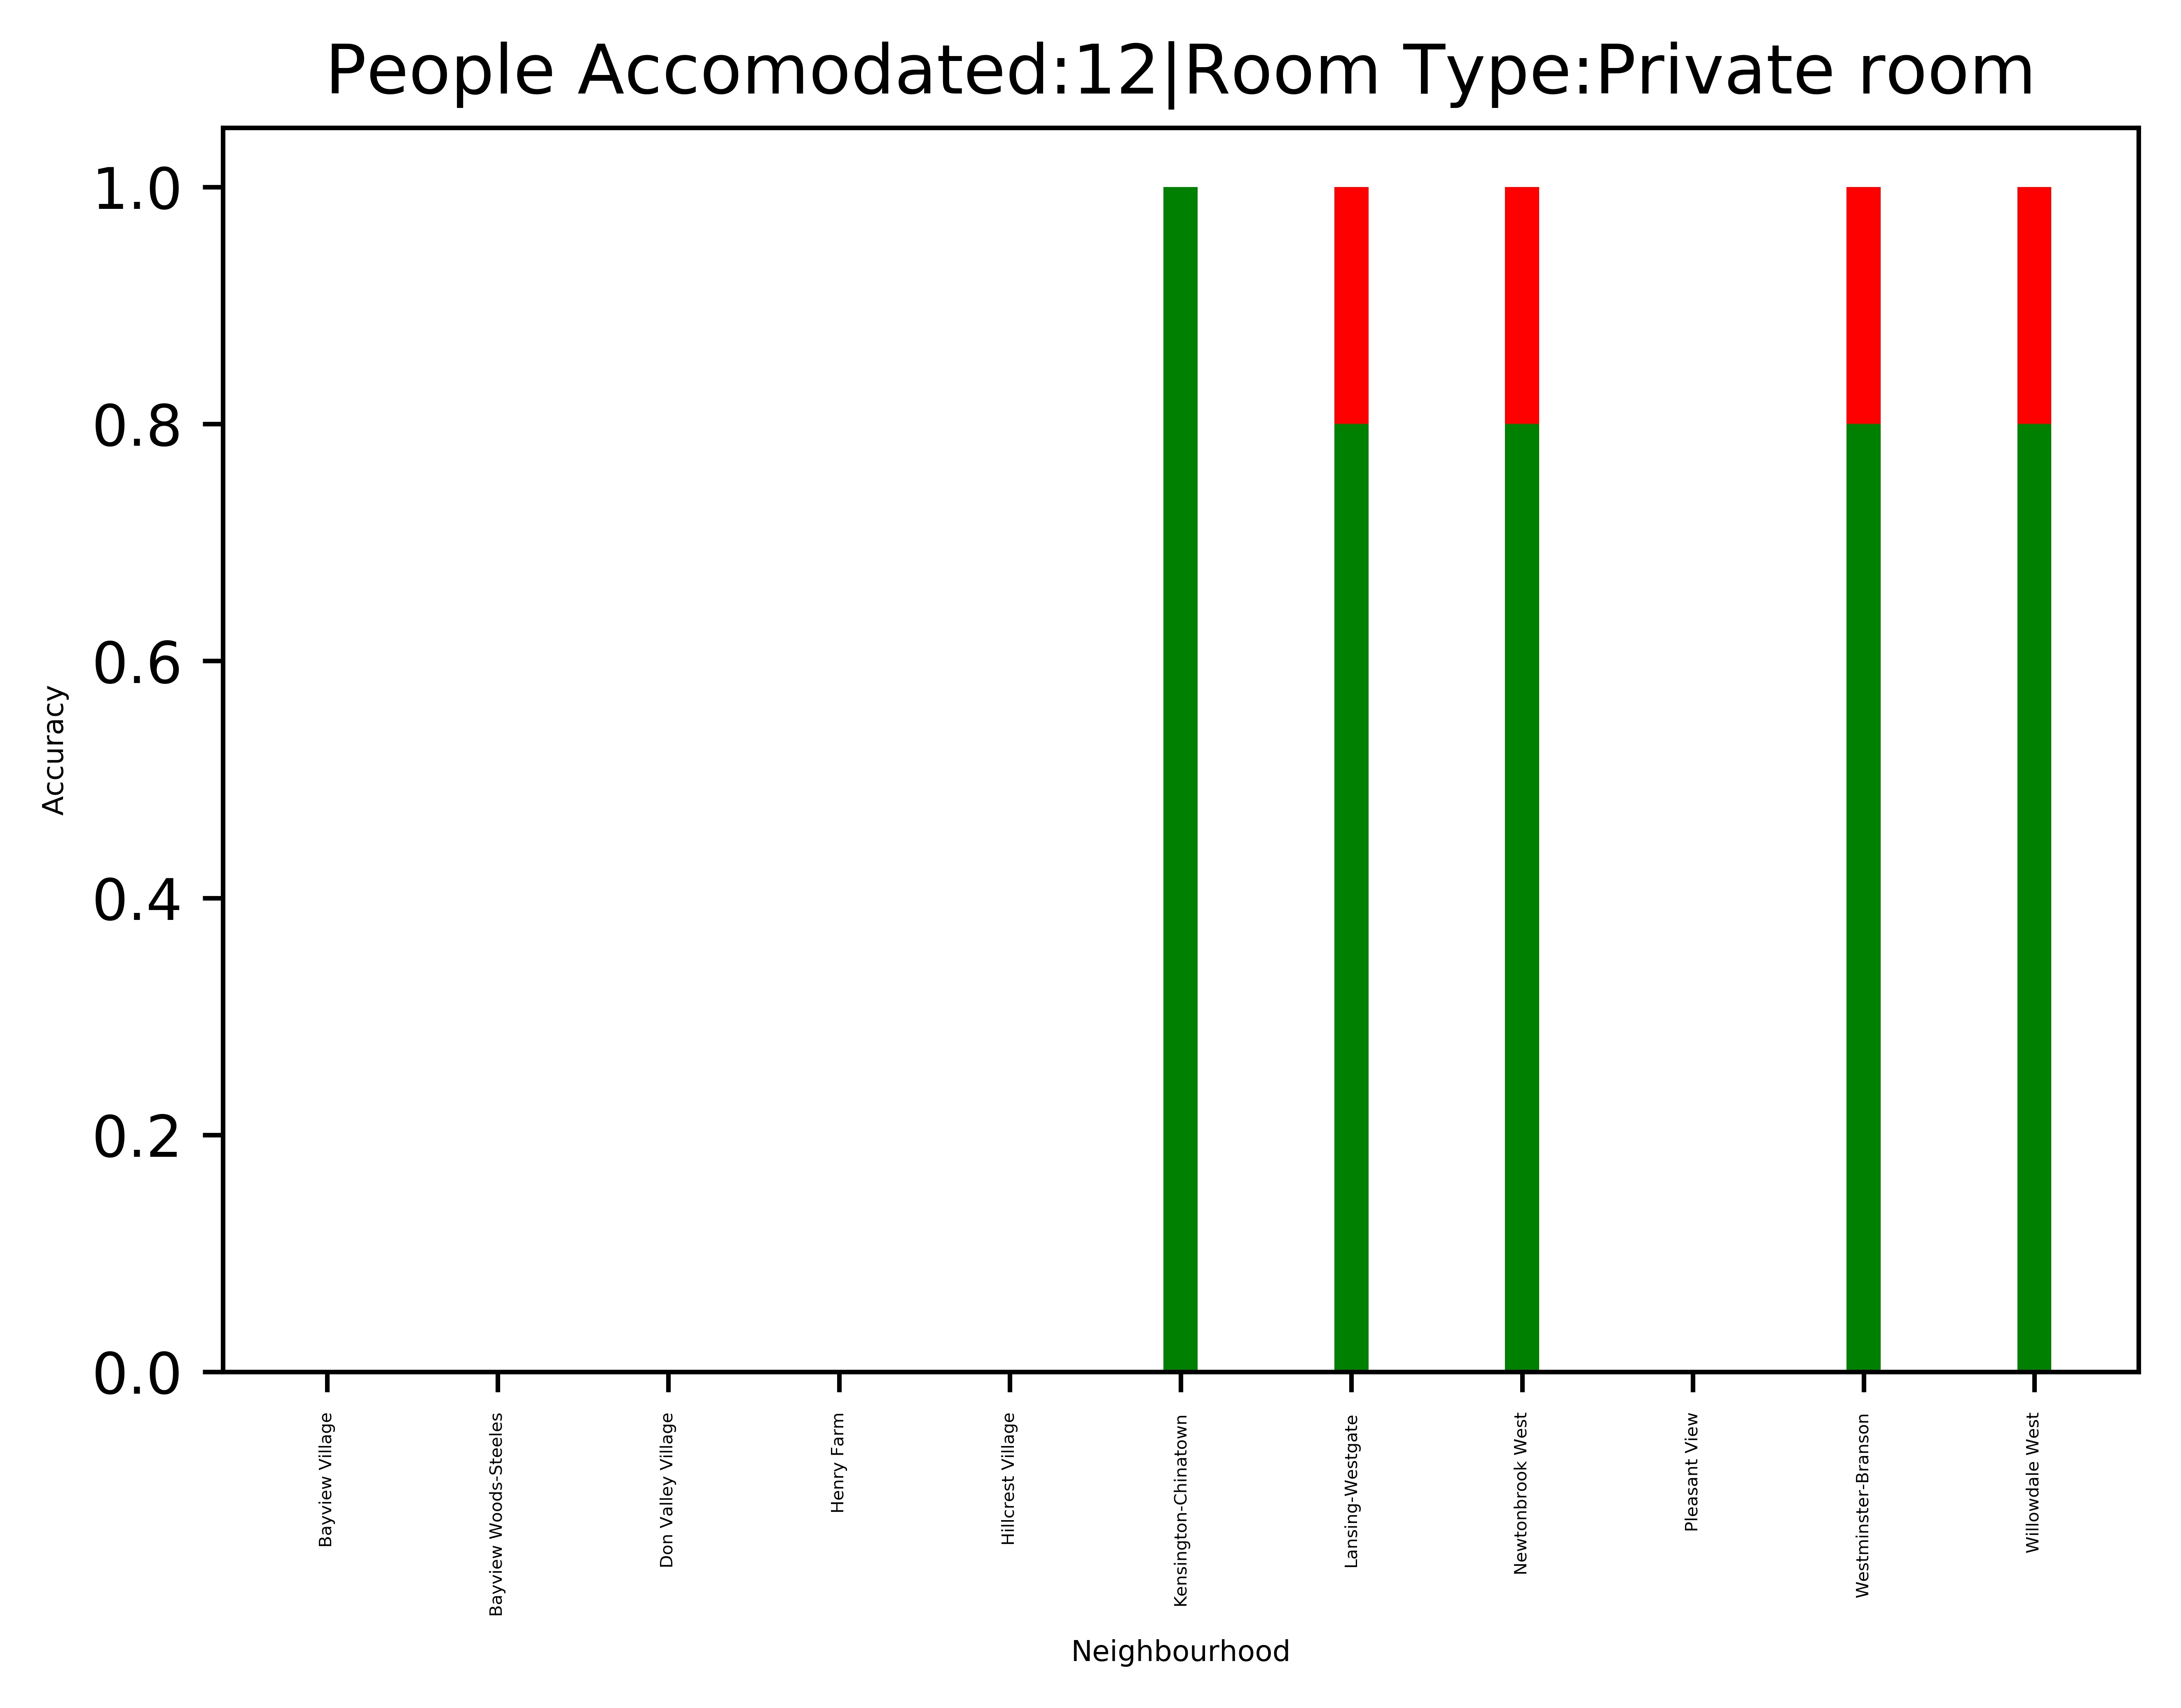 People Accomodated:12|Room Type:Private room
1.0
0.8
0.6
0.4
0.2
0.0
Accuracy
Bayview Village
Bayview Woods-Steeles
Don Valley Village
Henry Farm
Hillcrest Village
Kensington-Chinatown
Lansing-Westgate
Newtonbrook West
Pleasant View
Westminster-Branson
Willowdale West
Neighbourhood